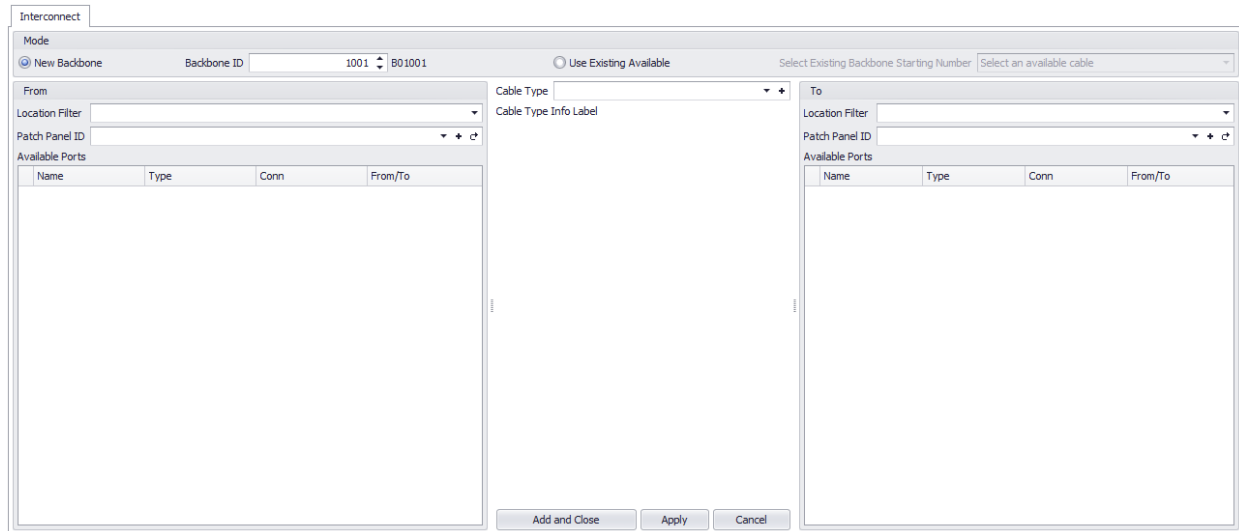 Interconnect
Mode
New Backbone Backbone ID 1001 B01001 Use Existing Available Select Existing Backbone Starting Number Select an available cable
From
Location Filter
Patch Panel ID
Available Ports
Name Type Conn From/To
Cable Type
Cable Type Info Label
To
Location Filter
Patch Panel ID
Available Ports
Name Type Conn From/To
Add and Close Apply Cancel